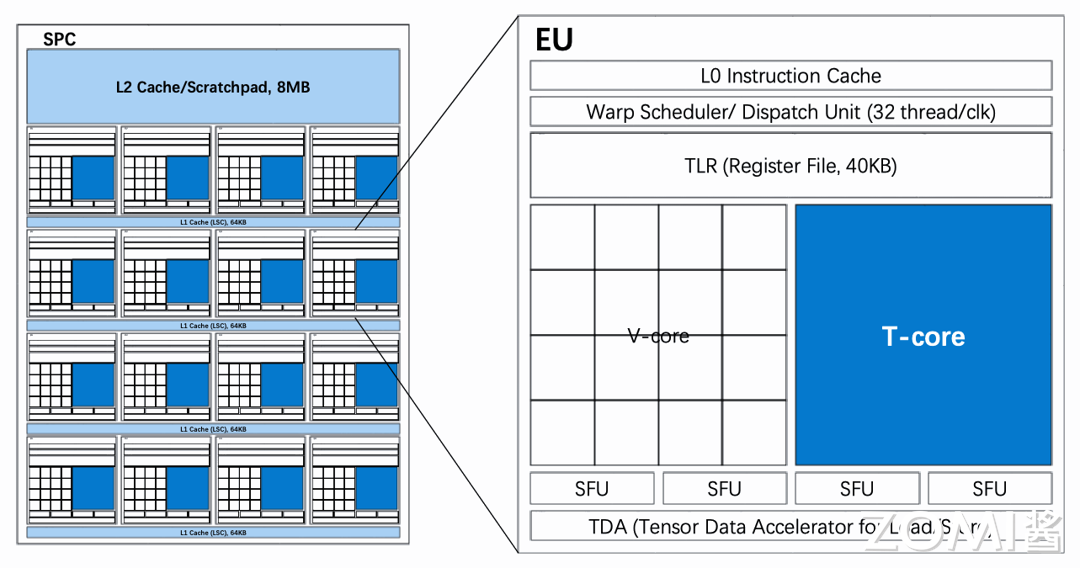 SPC
L2 Cache/Scratchpad, 8MB
L1 Cache (LSC), 64KB
L1 Cache (LSC), 64KB
L1 Cache (LSC), 64KB
L1 Cache (LSC), 64KB
EU
L0 Instruction Cache
Warp Scheduler/ Dispatch Unit (32 thread/clk)
TLR (Register File, 40KB)
V-core
T-core
SFU SFU SFU SFU
TDA (Tensor Data Accelerator for Load/Store)
ZOMI酱